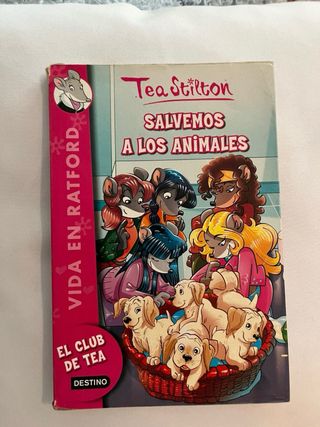 Tea Stilton
SALVEMOS
A LOS ANIMALES
VIDA EN RATFORD
EL CLUB
DE TEA
DESTINO